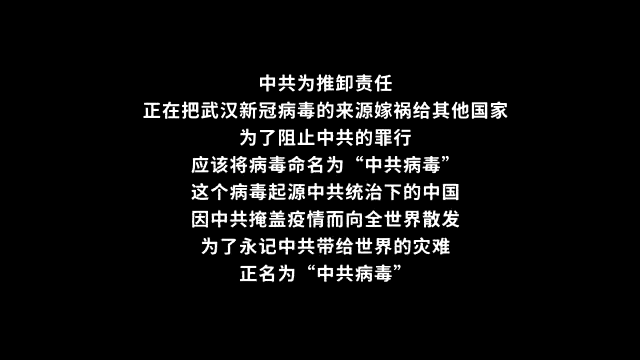 中共为推卸责任
正在把武汉新冠病毒的来源嫁祸给其他国家
为了阻止中共的罪行
应该将病毒命名为“中共病毒”
这个病毒起源中共统治下的中国
因中共掩盖疫情而向全世界散发
为了永记中共带给世界的灾难
正名为“中共病毒”